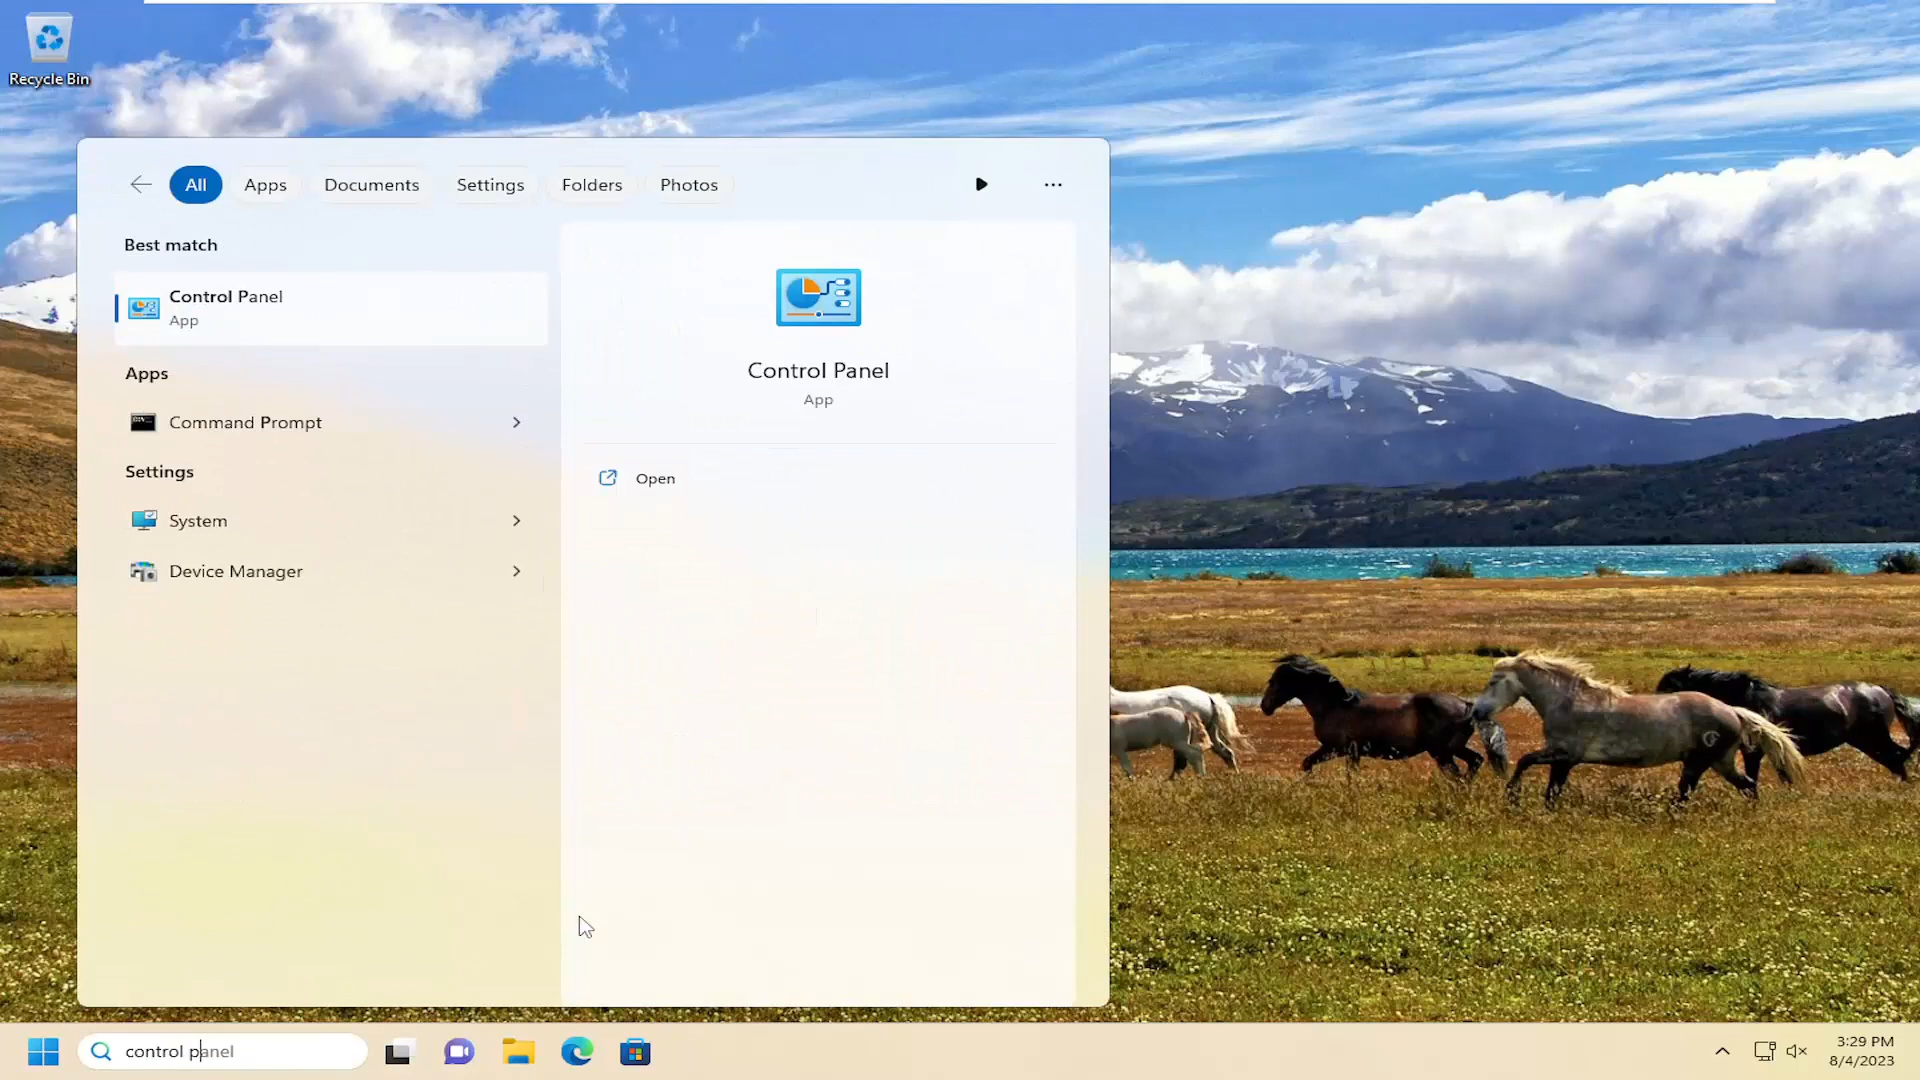 Recycle Bin
All
Apps
Documents
Settings
Folders
Photos
Best match
Control Panel
App
Apps
Command Prompt
Settings
System
Device Manager
Control Panel
App
Open
control panel
3:29 PM
8/4/2023